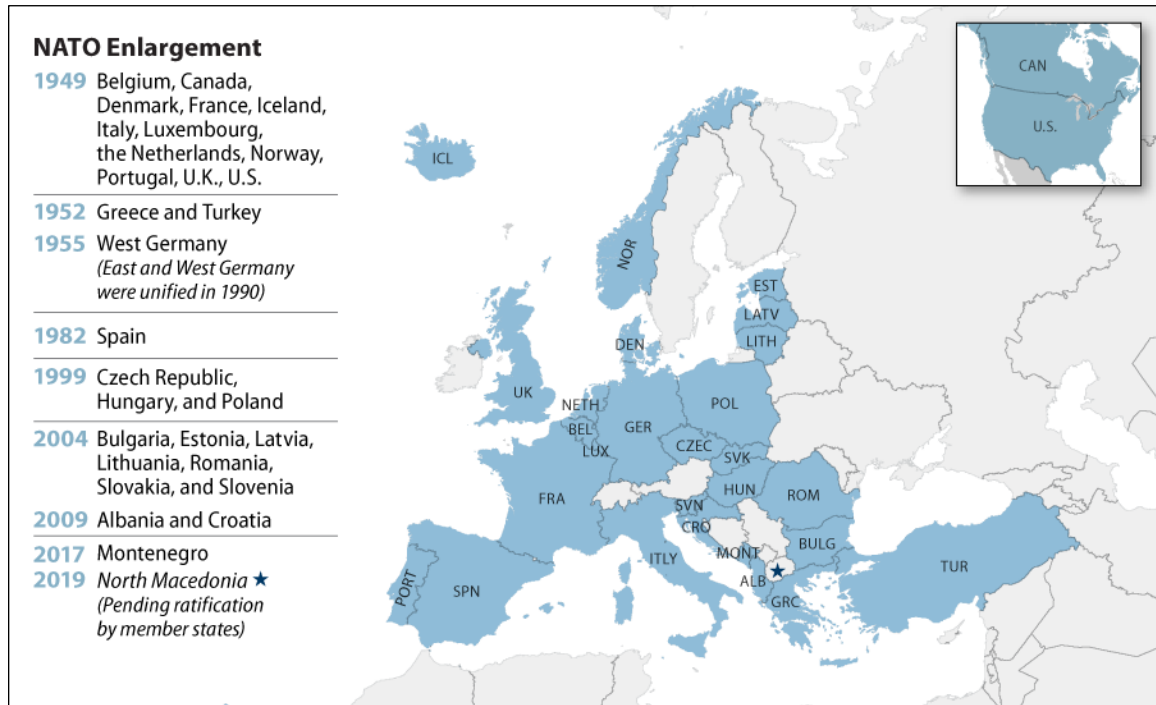 NATO Enlargement
1949 Belgium, Canada,
Denmark, France, Iceland,
Italy, Luxembourg,
the Netherlands, Norway,
Portugal, U.K., U.S.
1952 Greece and Turkey
1955 West Germany
(East and West Germany
were unified in 1990)
1982 Spain
1999 Czech Republic,
Hungary, and Poland
2004 Bulgaria, Estonia, Latvia,
Lithuania, Romania,
Slovakia, and Slovenia
2009 Albania and Croatia
2017 Montenegro
2019 North Macedonia ★
(Pending ratification
by member states)
CAN
U.S.
ICL
NOR
EST
LATV
LITH
DEN
UK
NETH
BEL
LUX
GER
POL
CZEC
SVK
FRA
HUN
ROM
SVN
CRO
ITLY
MONT
BULG
ALB
GRC
TUR
PORT
SPN